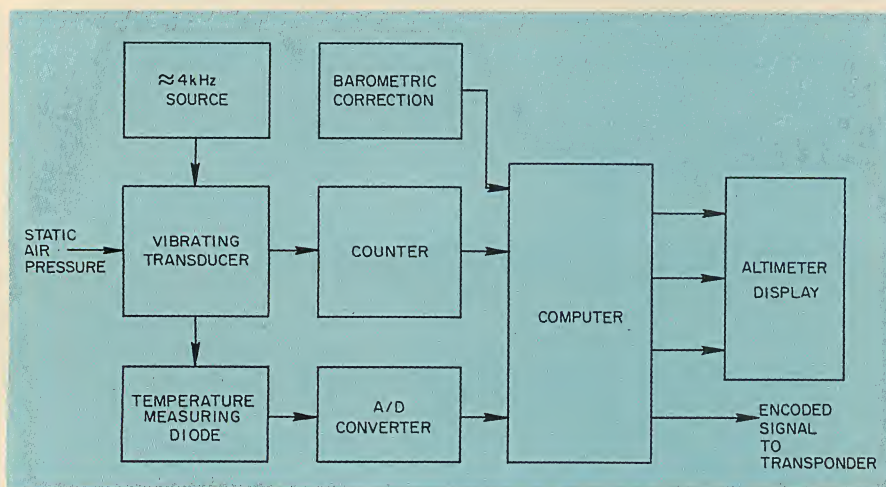 ≈4kHz
SOURCE
BAROMETRIC
CORRECTION
STATIC
AIR
PRESSURE
VIBRATING
TRANSDUCER
COUNTER
COMPUTER
ALTIMETER
DISPLAY
TEMPERATURE
MEASURING
DIODE
A/D
CONVERTER
ENCODED
SIGNAL
TO
TRANSPONDER